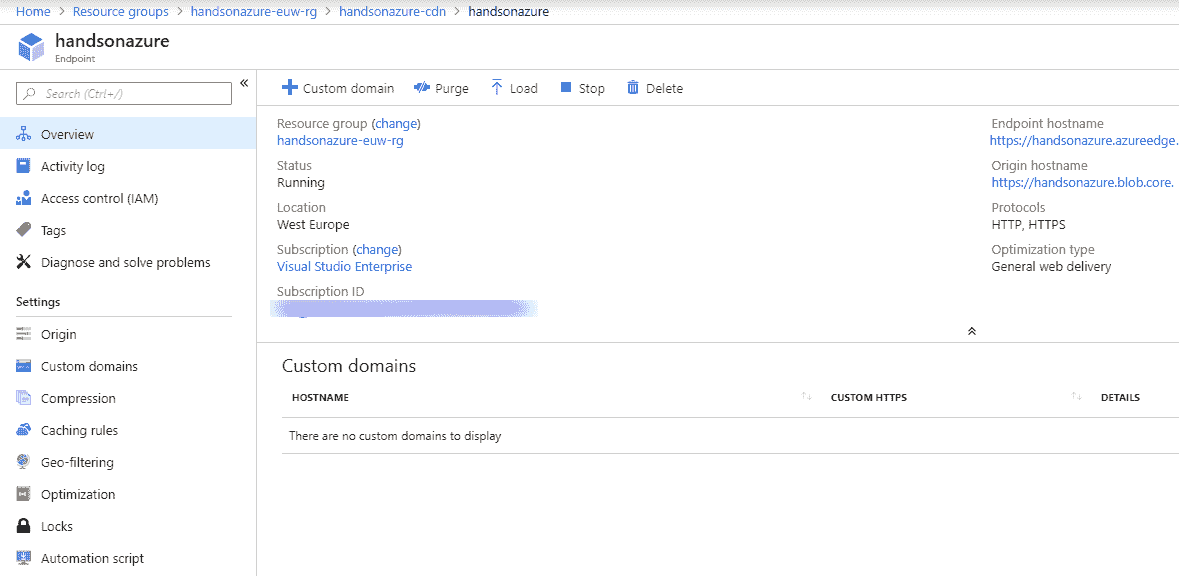 Home > Resource groups > handsonazure-euw-rg > handsonazure-cdn > handsonazure
handsonazure
Endpoint
Search (Ctrl+/)
«
Overview
Activity log
Access control (IAM)
Tags
Diagnose and solve problems
Settings
Origin
Custom domains
Compression
Caching rules
Geo-filtering
Optimization
Locks
Automation script
Custom domain Purge Load Stop Delete
Resource group (change)
handsonazure-euw-rg
Status
Running
Location
West Europe
Subscription (change)
Visual Studio Enterprise
Subscription ID
Endpoint hostname
https://handsonazure.azureedge.
Origin hostname
https://handsonazure.blob.core.
Protocols
HTTP, HTTPS
Optimization type
General web delivery
Custom domains
HOSTNAME CUSTOM HTTPS DETAILS
There are no custom domains to display